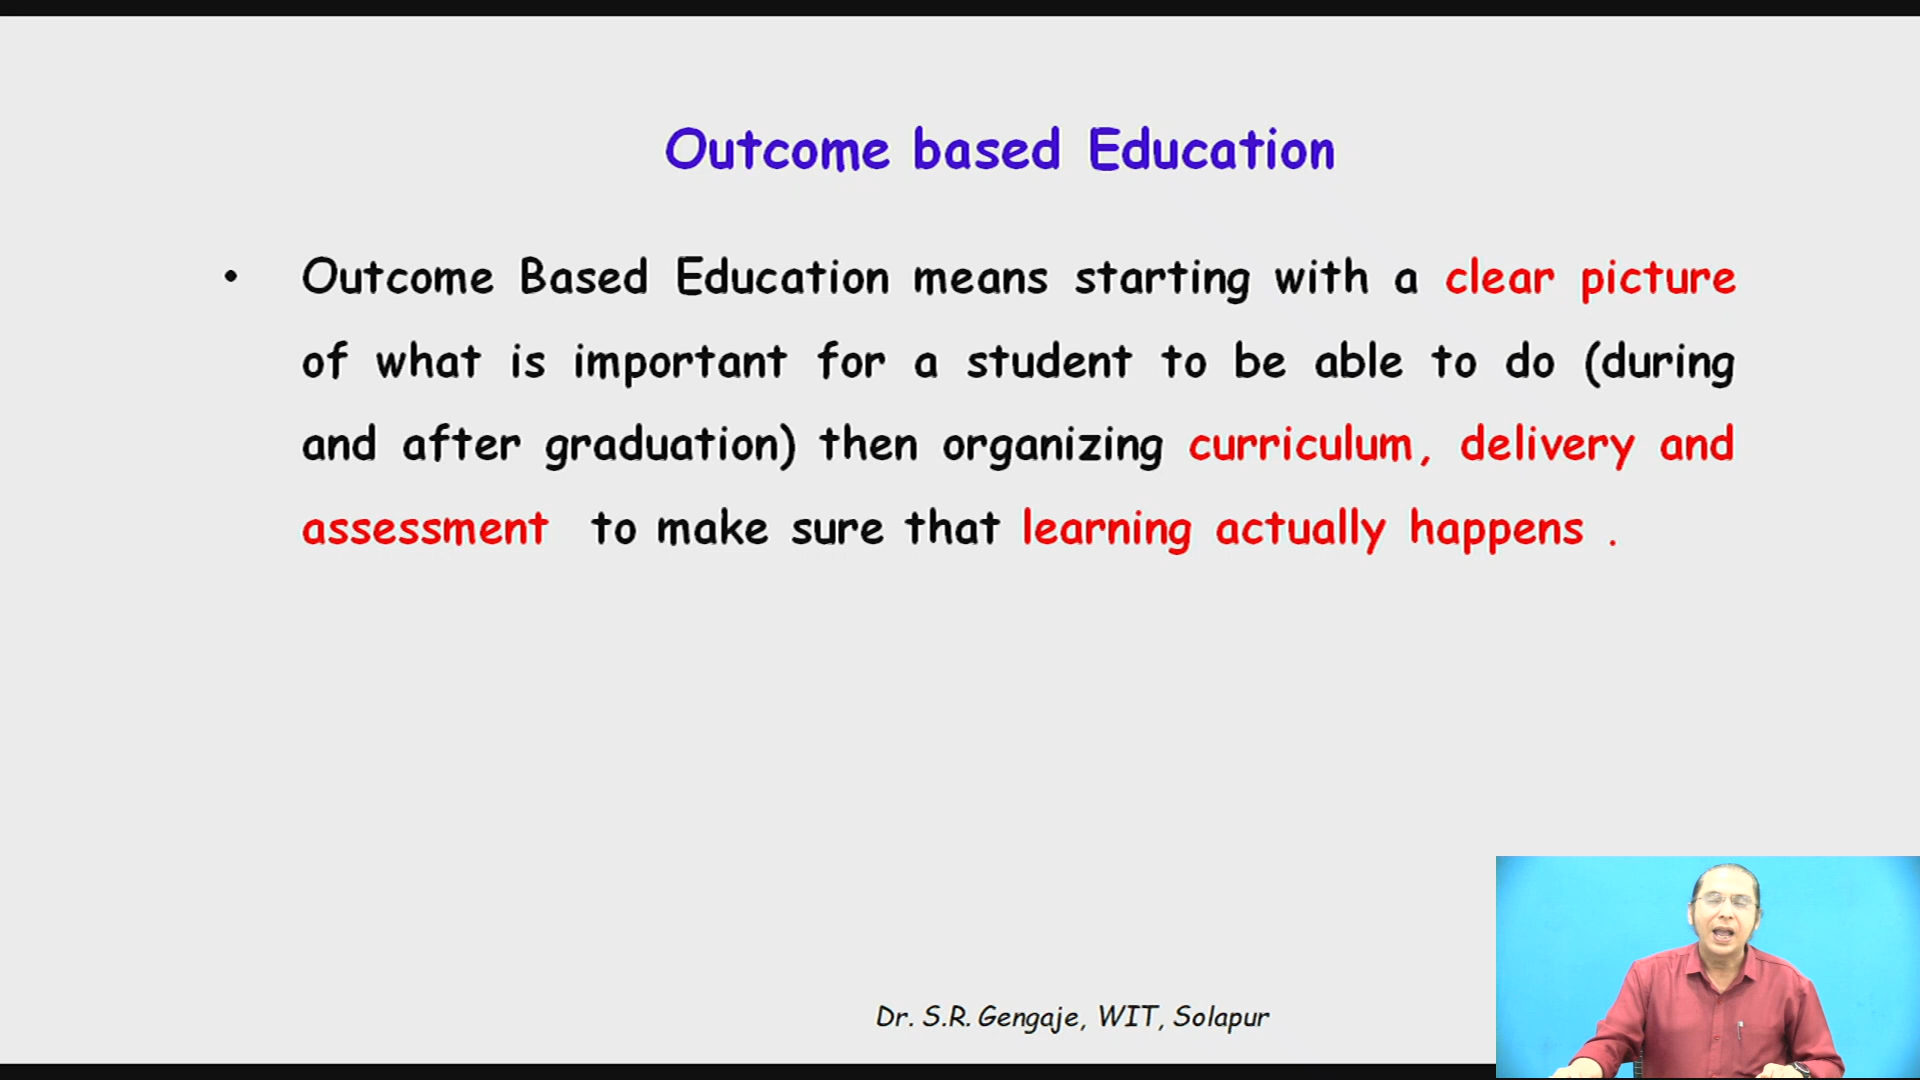 Outcome based Education
• Outcome Based Education means starting with a clear picture
of what is important for a student to be able to do (during
and after graduation) then organizing curriculum, delivery and
assessment to make sure that learning actually happens .
Dr. S.R. Gengaje, WIT, Solapur